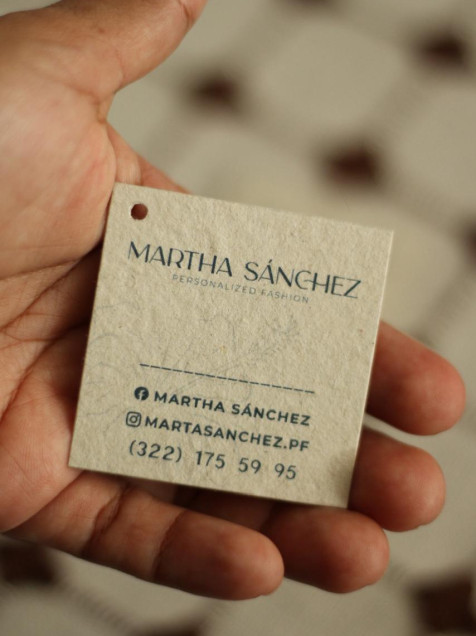 MARTHA SÁNCHEZ
PERSONALIZED FASHION
MARTHA SÁNCHEZ
MARTASANCHEZ.PF
(322) 175 59 95